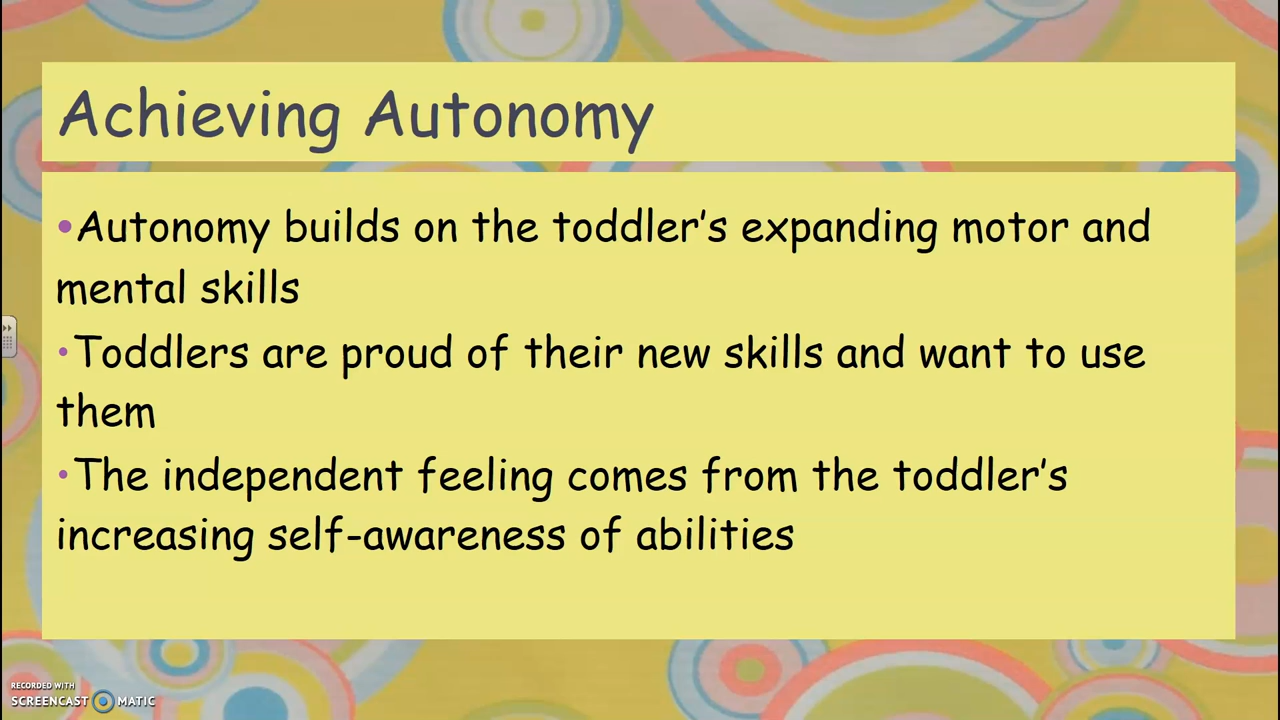 Achieving Autonomy
•Autonomy builds on the toddler’s expanding motor and
mental skills
•Toddlers are proud of their new skills and want to use
them
•The independent feeling comes from the toddler’s
increasing self-awareness of abilities
RECORDED WITH
SCREENCAST MATIC